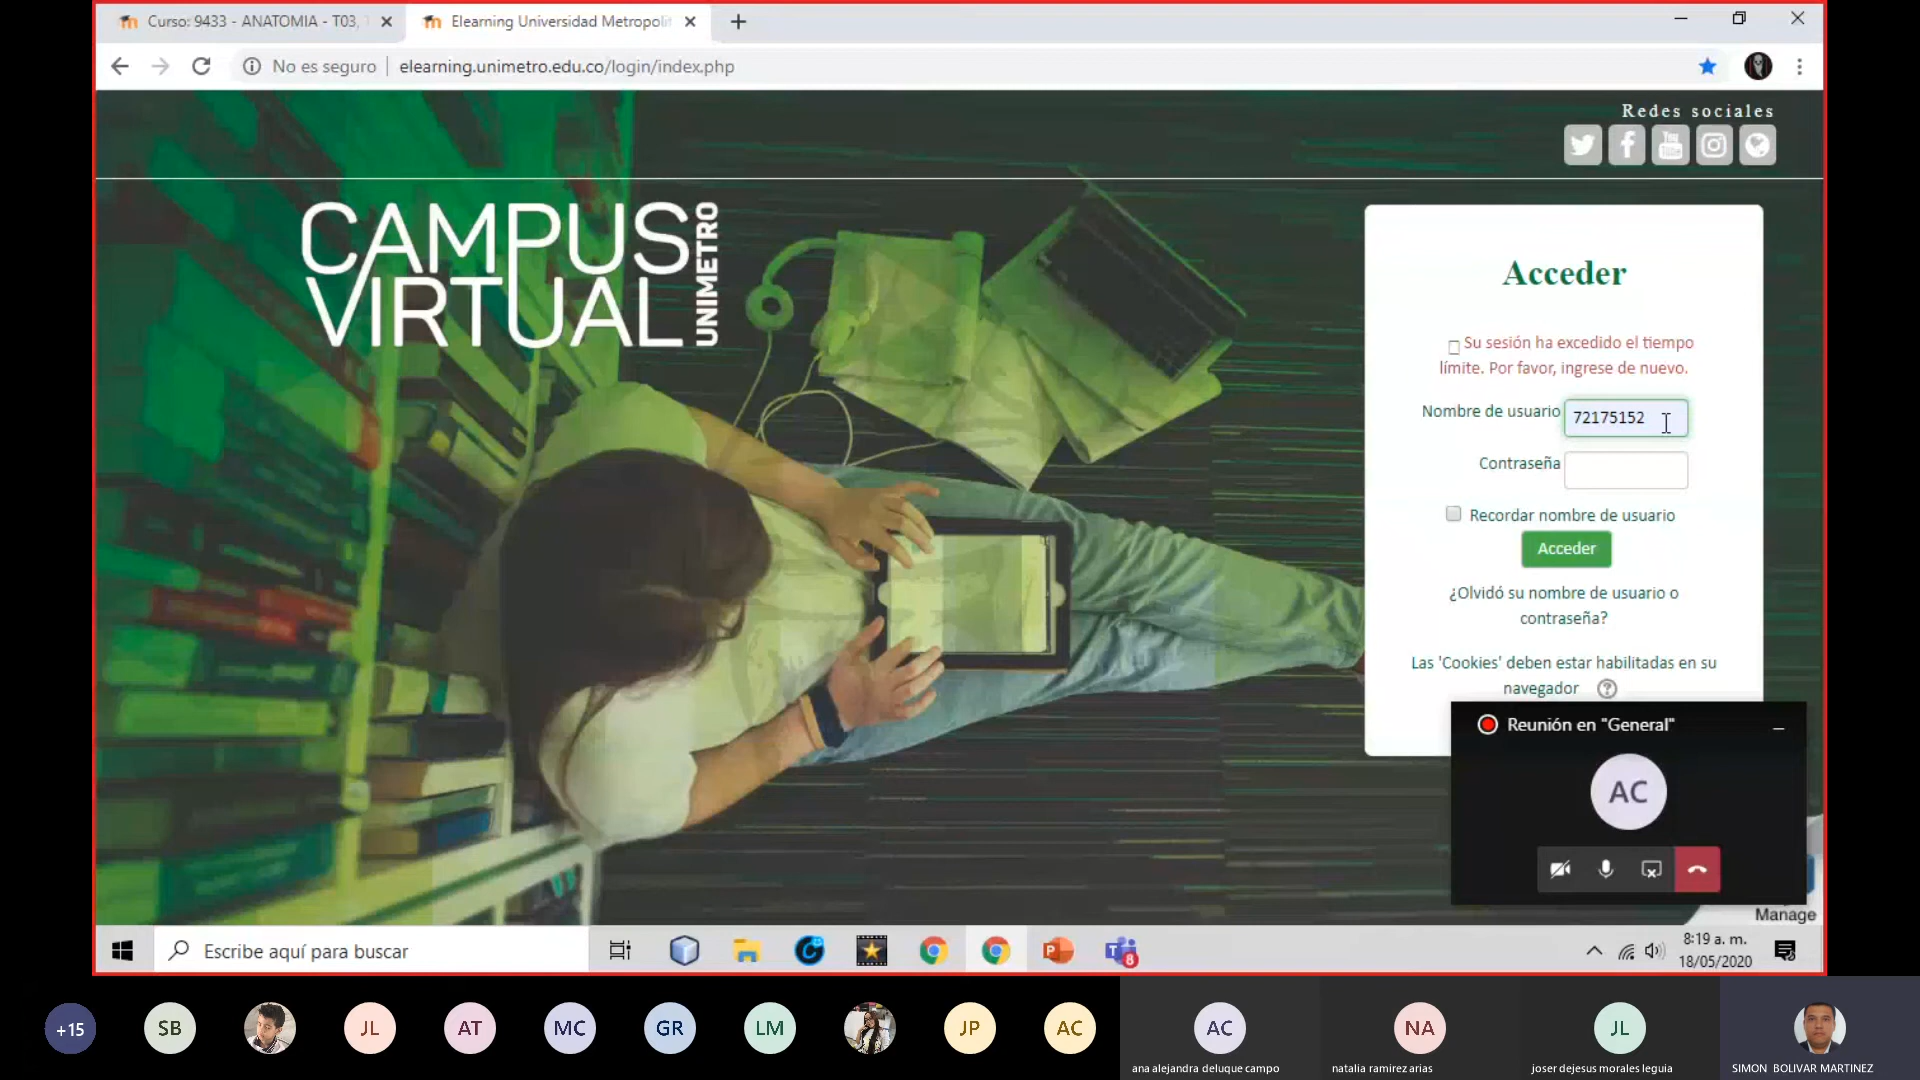 Curso: 9433 - ANATOMIA - T03,
Elearning Universidad Metropolit
No es seguro
elearning.unimetro.edu.co/login/index.php
Redes sociales
You
Tube
CAMPUS
VIRTUAL
UNIMETRO
Acceder
Su sesión ha excedido el tiempo
límite. Por favor, ingrese de nuevo.
Nombre de usuario
72175152
Contraseña
Recordar nombre de usuario
Acceder
¿Olvidó su nombre de usuario o
contraseña?
Las 'Cookies' deben estar habilitadas en su
navegador
Reunión en "General"
AC
Manage
Escribe aquí para buscar
8
8:19 a. m.
18/05/2020
+15
SB
JL
AT
MC
GR
LM
JP
AC
AC
NA
JL
ana alejandra deluque campo
natalia ramirez arias
joser dejesus morales leguia
SIMON BOLIVAR MARTINEZ